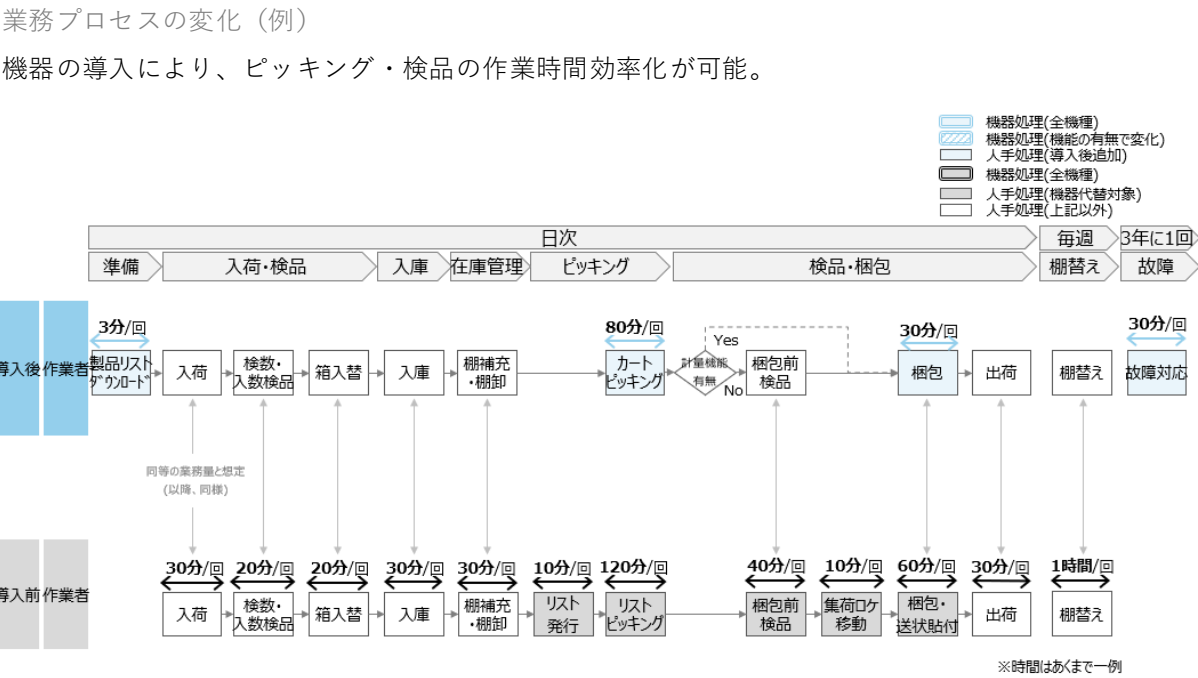 業務プロセスの変化（例）
機器の導入により、ピッキング・検品の作業時間効率化が可能。
機器処理(全機種)
機器処理(機能の有無で変化)
人手処理(導入後追加)
機器処理(全機種)
人手処理(機器代替対象)
人手処理(上記以外)
日次
毎週
3年に1回
準備
入荷・検品
入庫
在庫管理
ピッキング
検品・梱包
棚替え
故障
導入後
作業者
3分/回
製品リスト
ダウンロード
入荷
検数・
入数検品
箱入替
入庫
棚補充
・棚卸
80分/回
カート
ピッキング
計量機能
有無
Yes
No
梱包前
検品
30分/回
梱包
出荷
棚替え
30分/回
故障対応
同等の業務量と想定
(以降、同様)
導入前
作業者
30分/回
入荷
20分/回
検数・
入数検品
20分/回
箱入替
30分/回
入庫
30分/回
棚補充
・棚卸
10分/回
リスト
発行
120分/回
リスト
ピッキング
40分/回
梱包前
検品
10分/回
集荷ロケ
移動
60分/回
梱包・
送状貼付
30分/回
出荷
1時間/回
棚替え
※時間はあくまで一例